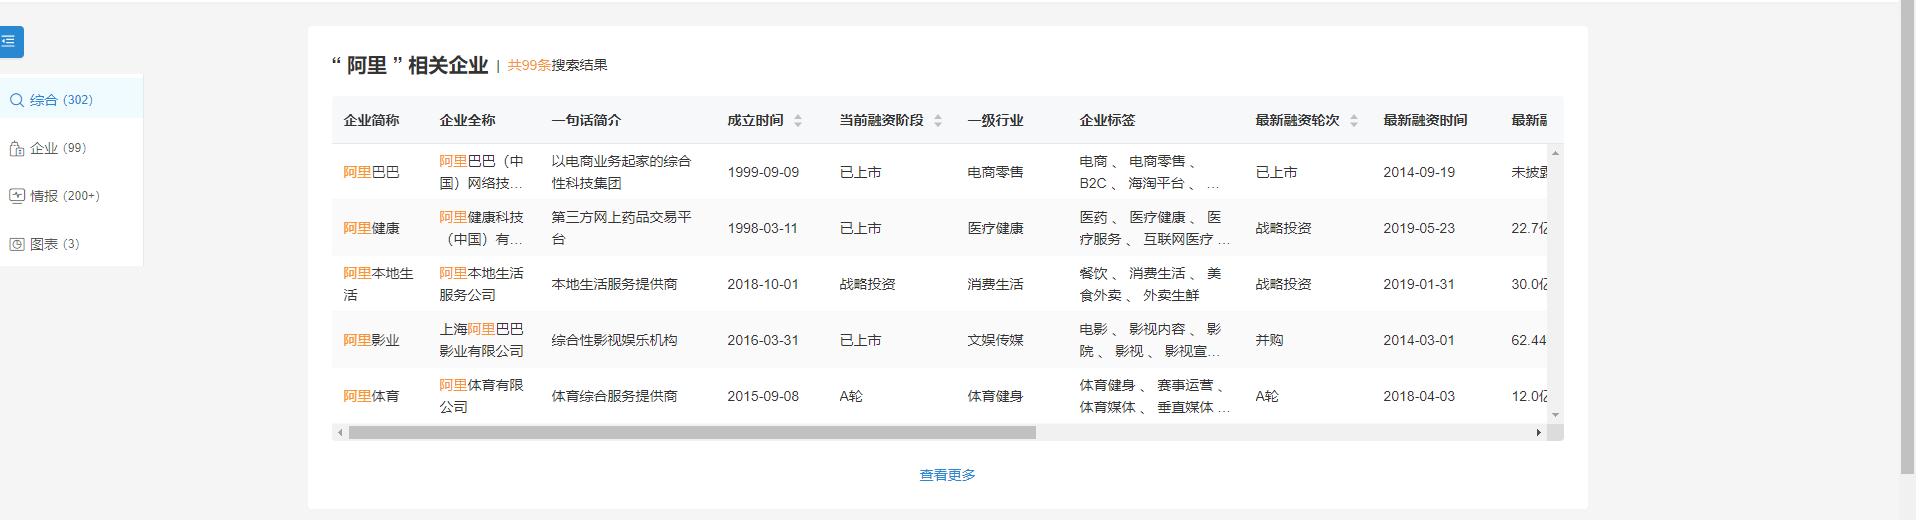 “ 阿里 ” 相关企业 | 共99条搜索结果
综合 (302)
企业 (99)
情报 (200+)
图表 (3)
企业简称 企业全称 一句话简介 成立时间 当前融资阶段 一级行业 企业标签 最新融资轮次 最新融资时间 最新融
阿里巴巴
阿里巴巴（中
国）网络技...
以电商业务起家的综合
性科技集团
1999-09-09
已上市
电商零售
电商 、 电商零售 、
B2C 、 海淘平台 、 ...
已上市
2014-09-19
未披露
阿里健康
阿里健康科技
（中国）有...
第三方网上药品交易平
台
1998-03-11
已上市
医疗健康
医药 、 医疗健康 、 医
疗服务 、 互联网医疗 ...
战略投资
2019-05-23
22.7亿
阿里本地生
活
阿里本地生活
服务公司
本地生活服务提供商
2018-10-01
战略投资
消费生活
餐饮 、 消费生活 、 美
食外卖 、 外卖生鲜
战略投资
2019-01-31
30.0亿
阿里影业
上海阿里巴巴
影业有限公司
综合性影视娱乐机构
2016-03-31
已上市
文娱传媒
电影 、 影视内容 、 影
院 、 影视 、 影视宣...
并购
2014-03-01
62.44
阿里体育
阿里体育有限
公司
体育综合服务提供商
2015-09-08
A轮
体育健身
体育健身 、 赛事运营 、
体育媒体 、 垂直媒体 ...
A轮
2018-04-03
12.0亿
查看更多